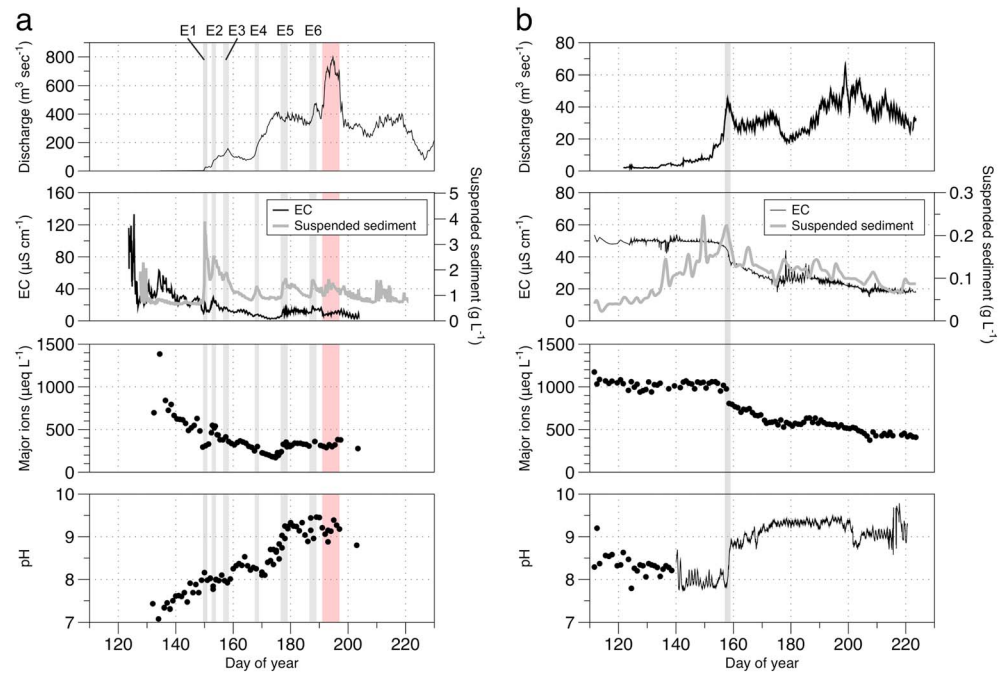 a
E1 E2 E3 E4 E5 E6
Discharge (m³ sec⁻¹)
800
600
400
200
0
EC (µS cm⁻¹)
160
120
80
40
0
EC
Suspended sediment
5
4
3
2
1
0
Suspended sediment (g L⁻¹)
Major ions (µeq L⁻¹)
1500
1000
500
0
pH
10
9
8
7
120 140 160 180 200 220
Day of year
b
Discharge (m³ sec⁻¹)
80
60
40
20
0
EC (µS cm⁻¹)
80
60
40
20
0
EC
Suspended sediment
0.3
0.2
0.1
0
Suspended sediment (g L⁻¹)
Major ions (µeq L⁻¹)
1500
1000
500
0
pH
10
9
8
7
120 140 160 180 200 220
Day of year